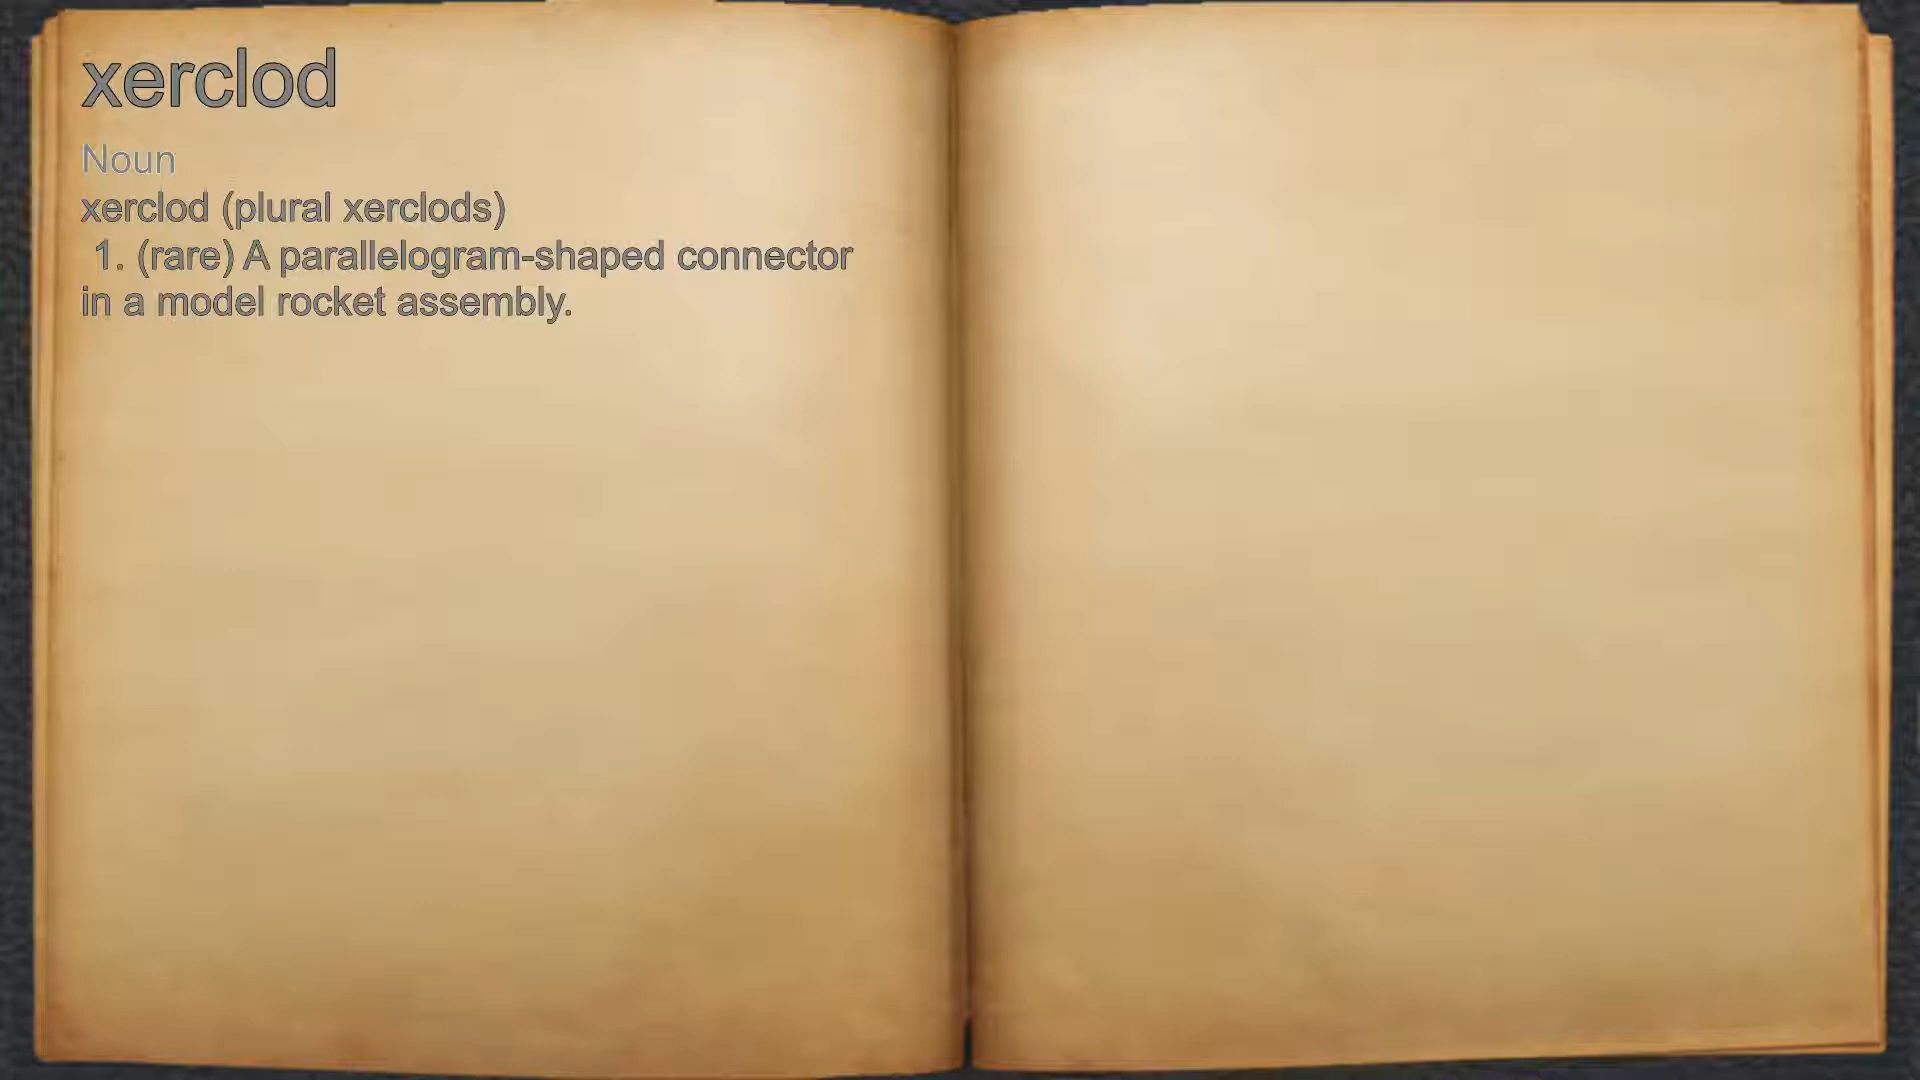 xerclod
Noun
xerclod (plural xerclods)
1. (rare) A parallelogram-shaped connector
in a model rocket assembly.